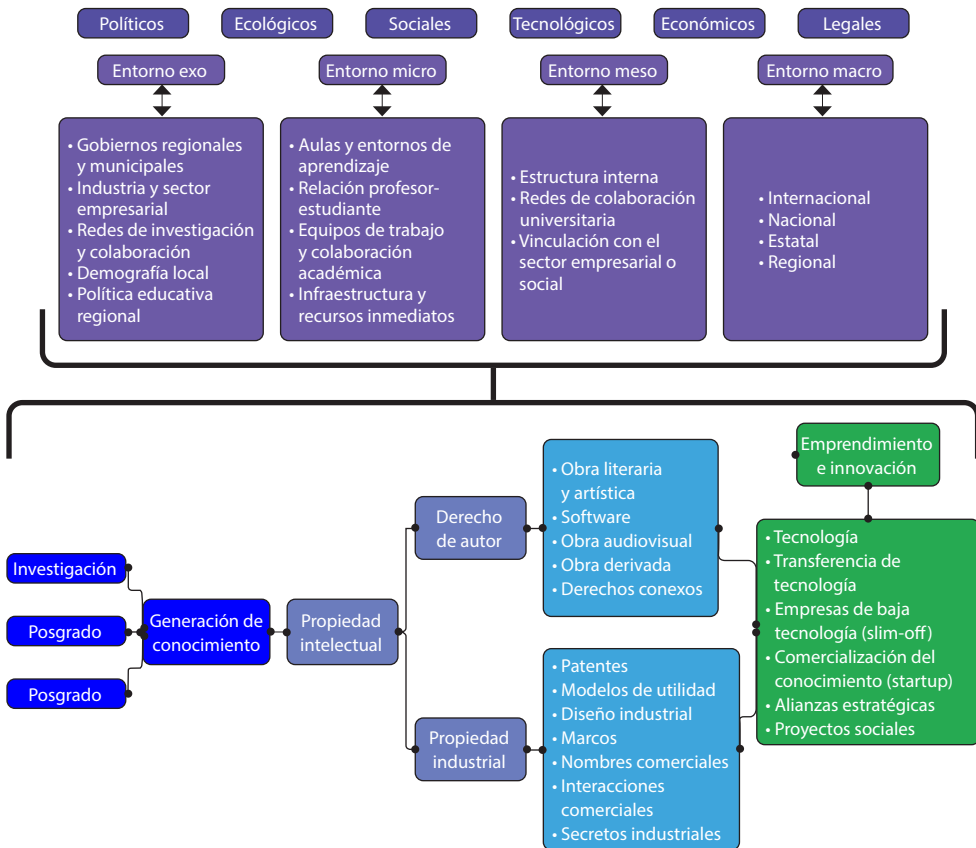 Políticos
Ecológicos
Sociales
Tecnológicos
Económicos
Legales
Entorno exo
Entorno micro
Entorno meso
Entorno macro
• Gobiernos regionales
y municipales
• Industria y sector
empresarial
• Redes de investigación
y colaboración
• Demografía local
• Política educativa
regional
• Aulas y entornos de
aprendizaje
• Relación profesor-
estudiante
• Equipos de trabajo
y colaboración
académica
• Infraestructura y
recursos inmediatos
• Estructura interna
• Redes de colaboración
universitaria
• Vinculación con el
sector empresarial o
social
• Internacional
• Nacional
• Estatal
• Regional
Investigación
Posgrado
Posgrado
Generación de
conocimiento
Propiedad
intelectual
Derecho
de autor
Propiedad
industrial
• Obra literaria
y artística
• Software
• Obra audiovisual
• Obra derivada
• Derechos conexos
• Patentes
• Modelos de utilidad
• Diseño industrial
• Marcos
• Nombres comerciales
• Interacciones
comerciales
• Secretos industriales
Emprendimiento
e innovación
• Tecnología
• Transferencia de
tecnología
• Empresas de baja
tecnología (slim-off)
• Comercialización del
conocimiento (startup)
• Alianzas estratégicas
• Proyectos sociales